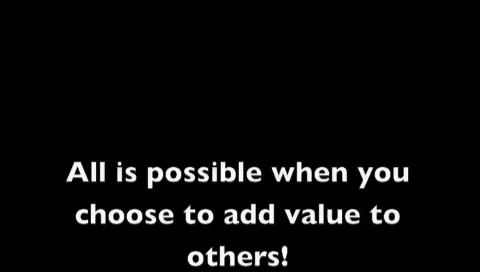 All is possible when you
choose to add value to
others!